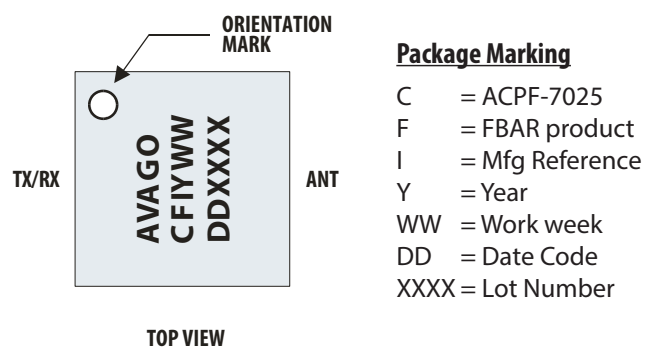 ORIENTATION
MARK
TX/RX
AVAGO
CFIYWW
DDXXXX
ANT
TOP VIEW
Package Marking
C = ACPF-7025
F = FBAR product
I = Mfg Reference
Y = Year
WW = Work week
DD = Date Code
XXXX = Lot Number